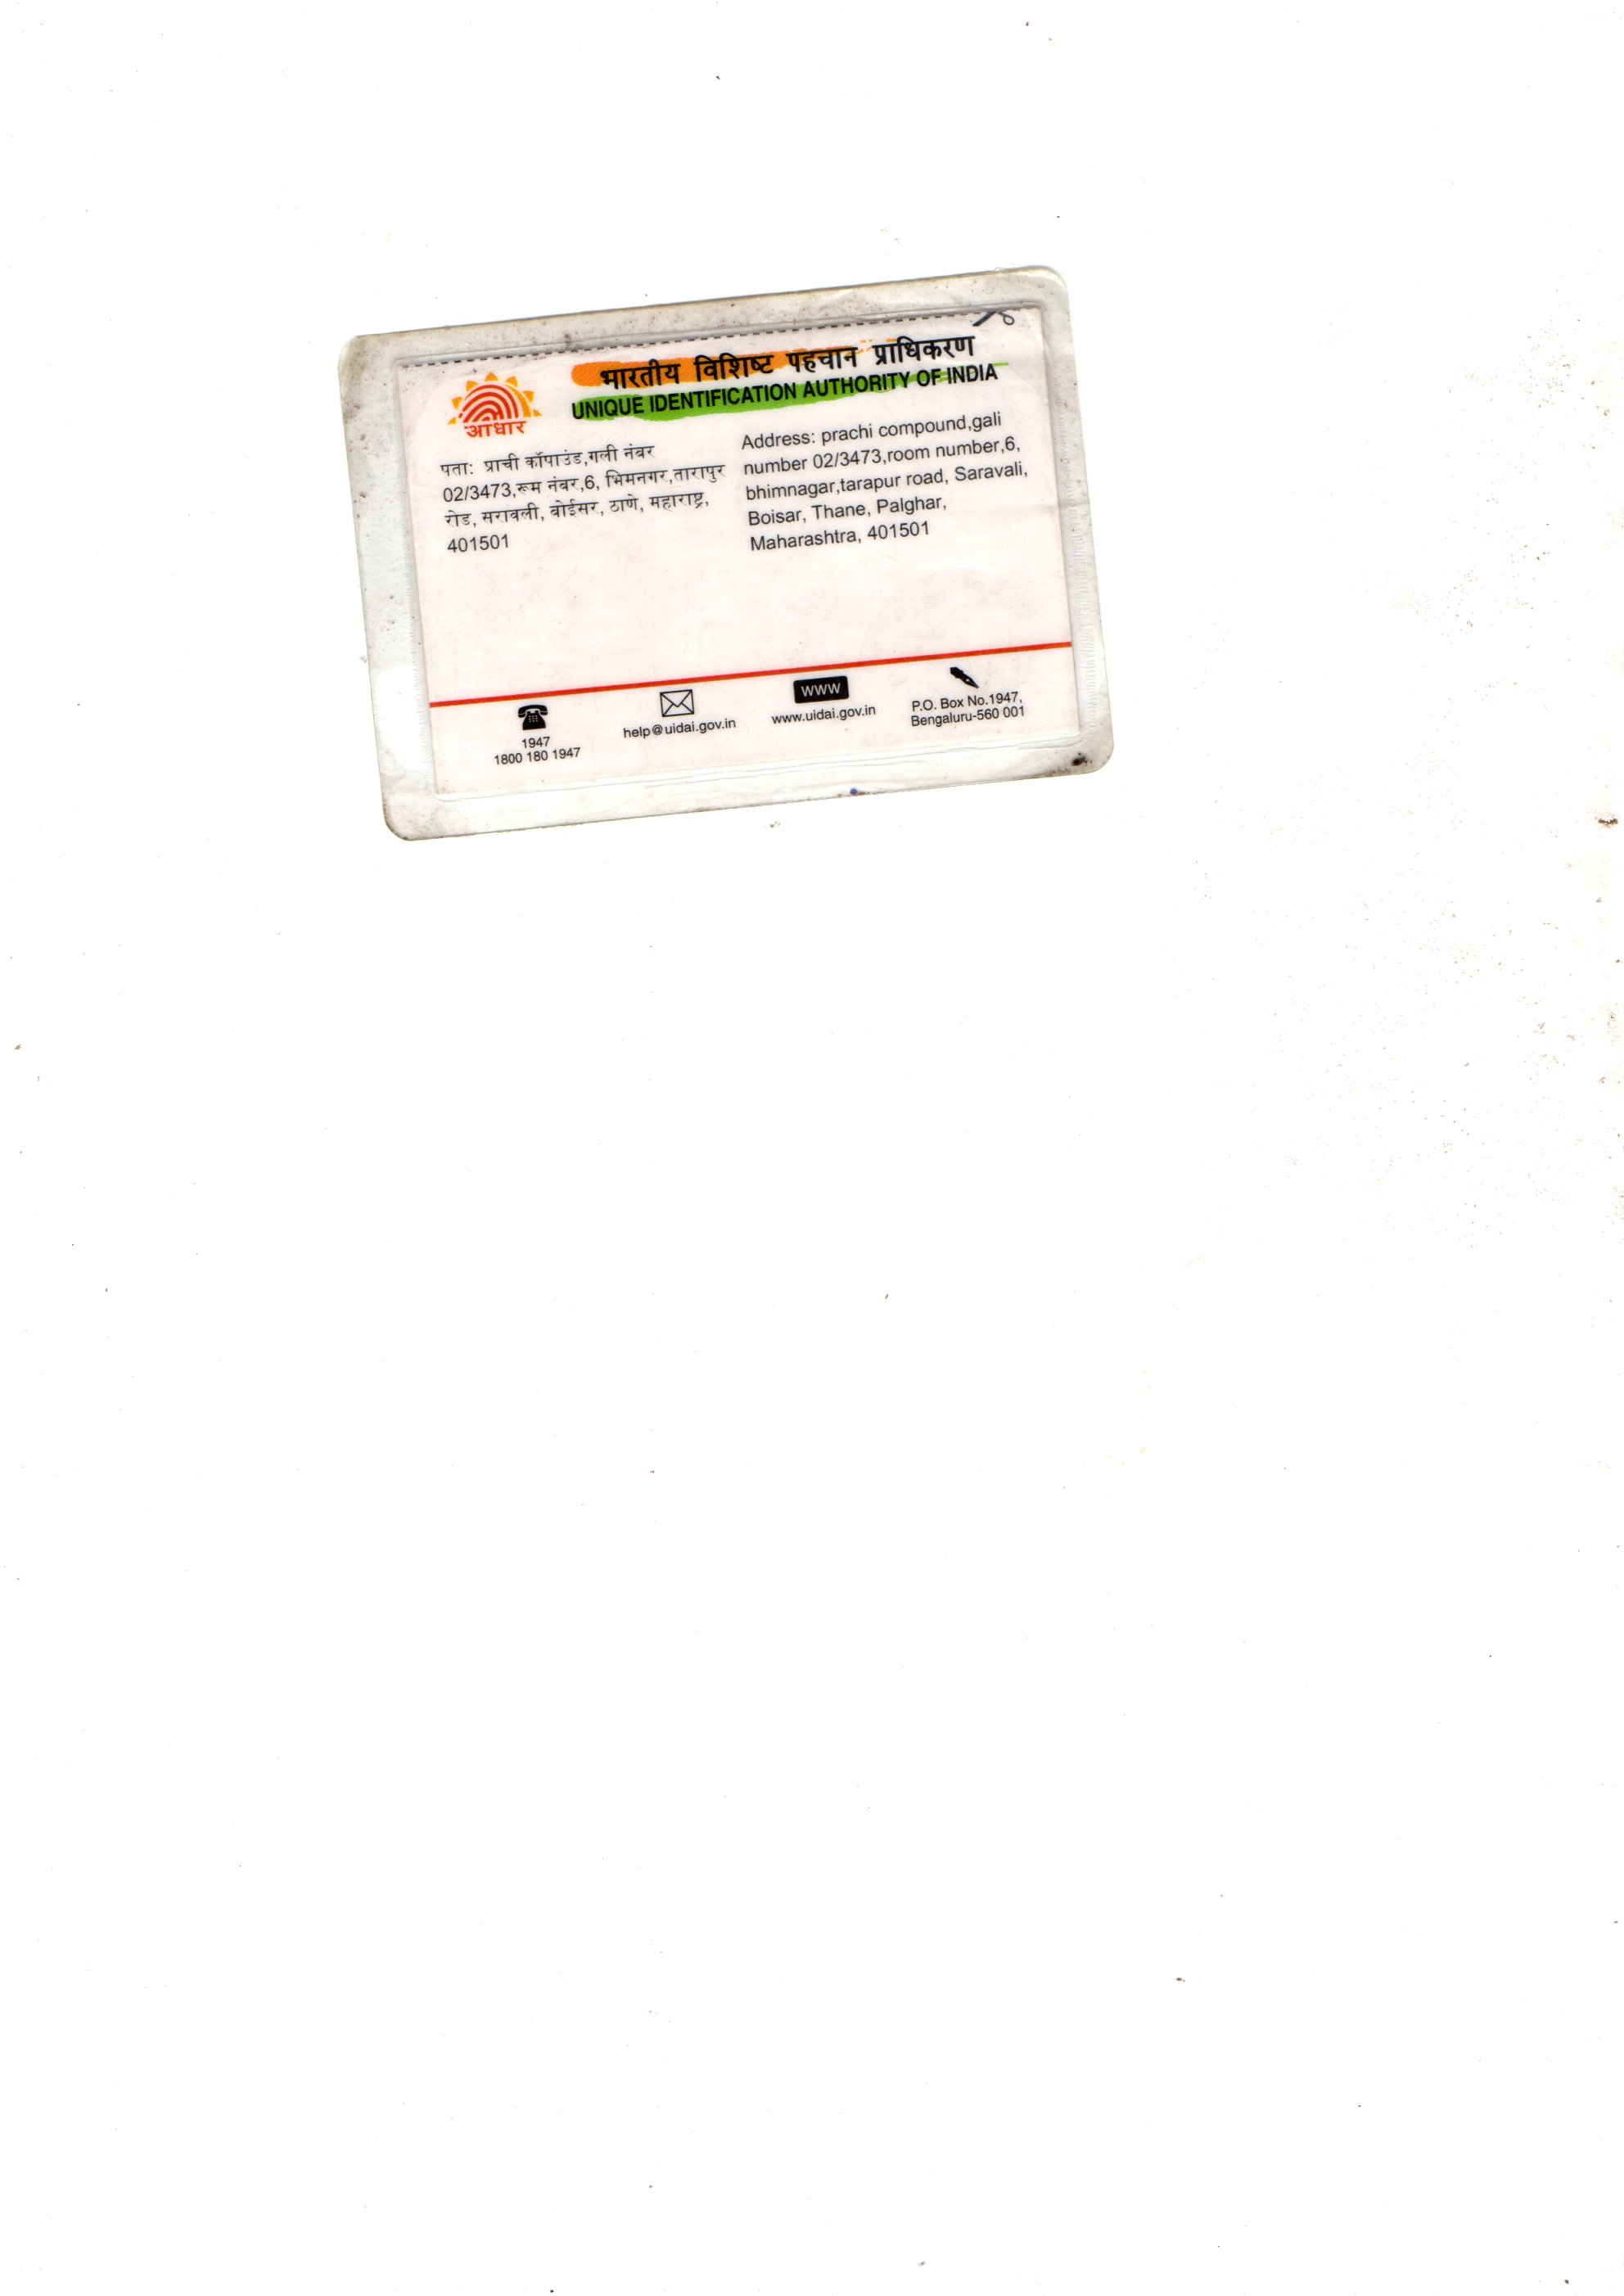 भारतीय विशिष्ट पहचान प्राधिकरण
UNIQUE IDENTIFICATION AUTHORITY OF INDIA
आधार
पता: प्राची कॉपाउंड,गली नंबर
02/3473,रूम नंबर,6, भिमनगर,तारापुर
रोड, सरावली, बोईसर, ठाणे, महाराष्ट्र,
401501
Address: prachi compound,gali
number 02/3473,room number,6,
bhimnagar,tarapur road, Saravali,
Boisar, Thane, Palghar,
Maharashtra, 401501
1947
1800 180 1947
help@uidai.gov.in
WWW
www.uidai.gov.in
P.O. Box No.1947,
Bengaluru-560 001